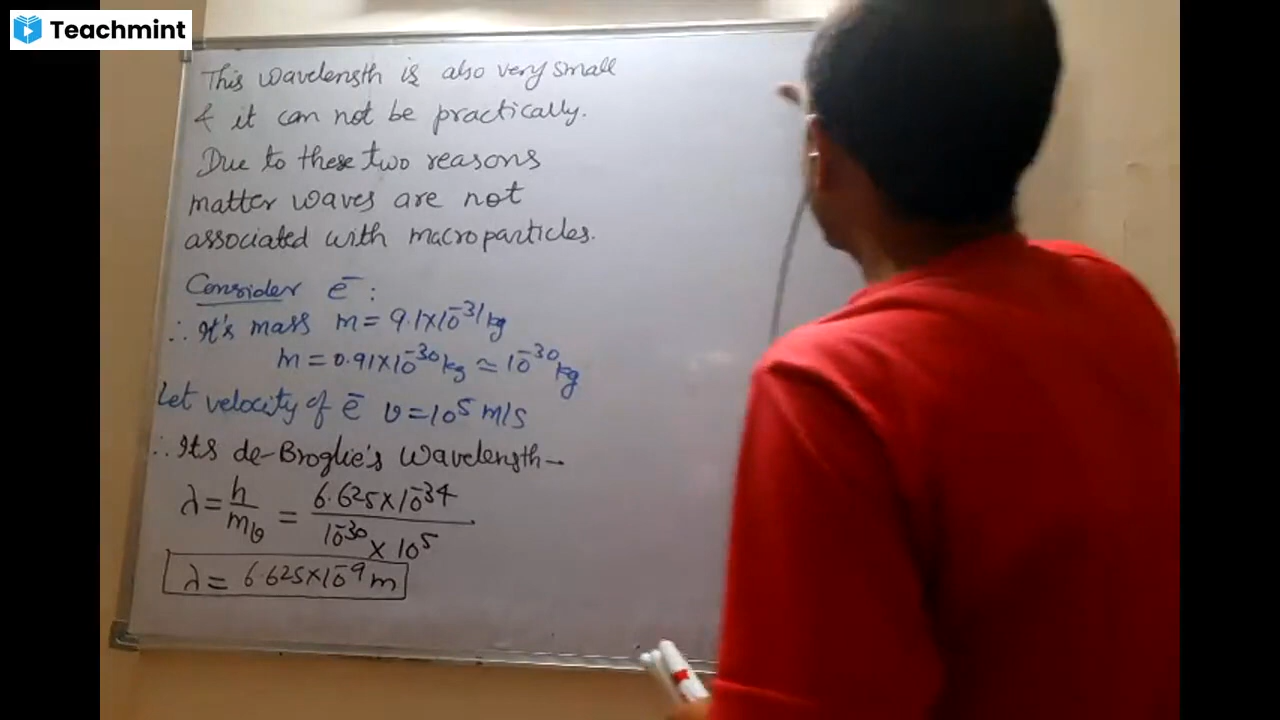 Teachmint
This wavelength is also very small
& it can not be practically.
Due to these two reasons
matter waves are not
associated with macroparticles.
Consider e⁻ :
∴ It's mass m = 9.1×10⁻³¹ kg
m = 0.91×10⁻³⁰ kg ≃ 10⁻³⁰ kg
Let velocity of e⁻ v = 10⁵ m/s
∴ Its de-Broglie's Wavelength –
λ = h/mv = 6.625×10⁻³⁴ / 10⁻³⁰ × 10⁵
λ = 6.625×10⁻⁹ m